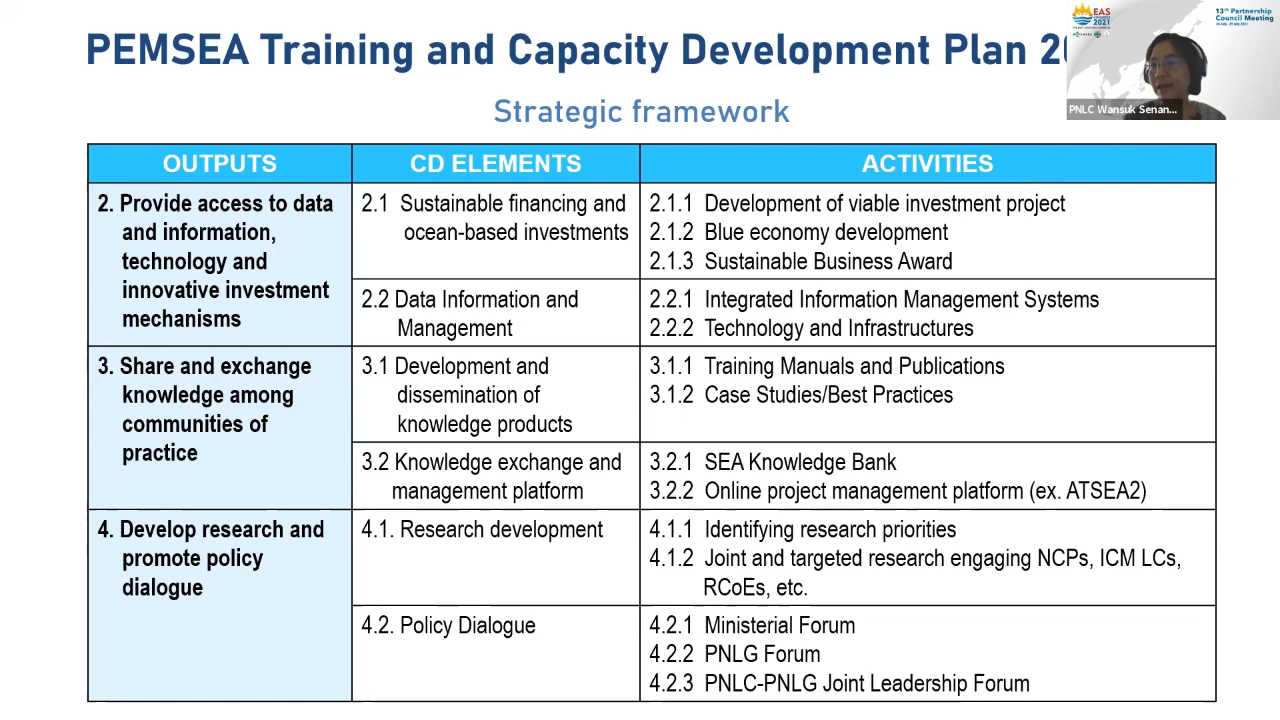 PEMSEA Training and Capacity Development Plan
Strategic framework
EAS
CONGRESS
2021
13th Partnership
Council Meeting
PNLC Wansuk Senan...
OUTPUTS
CD ELEMENTS
ACTIVITIES
2. Provide access to data
and information,
technology and
innovative investment
mechanisms
2.1 Sustainable financing and
ocean-based investments
2.1.1 Development of viable investment project
2.1.2 Blue economy development
2.1.3 Sustainable Business Award
2.2 Data Information and
Management
2.2.1 Integrated Information Management Systems
2.2.2 Technology and Infrastructures
3. Share and exchange
knowledge among
communities of
practice
3.1 Development and
dissemination of
knowledge products
3.1.1 Training Manuals and Publications
3.1.2 Case Studies/Best Practices
3.2 Knowledge exchange and
management platform
3.2.1 SEA Knowledge Bank
3.2.2 Online project management platform (ex. ATSEA2)
4. Develop research and
promote policy
dialogue
4.1. Research development
4.1.1 Identifying research priorities
4.1.2 Joint and targeted research engaging NCPs, ICM LCs,
RCoEs, etc.
4.2. Policy Dialogue
4.2.1 Ministerial Forum
4.2.2 PNLG Forum
4.2.3 PNLC-PNLG Joint Leadership Forum